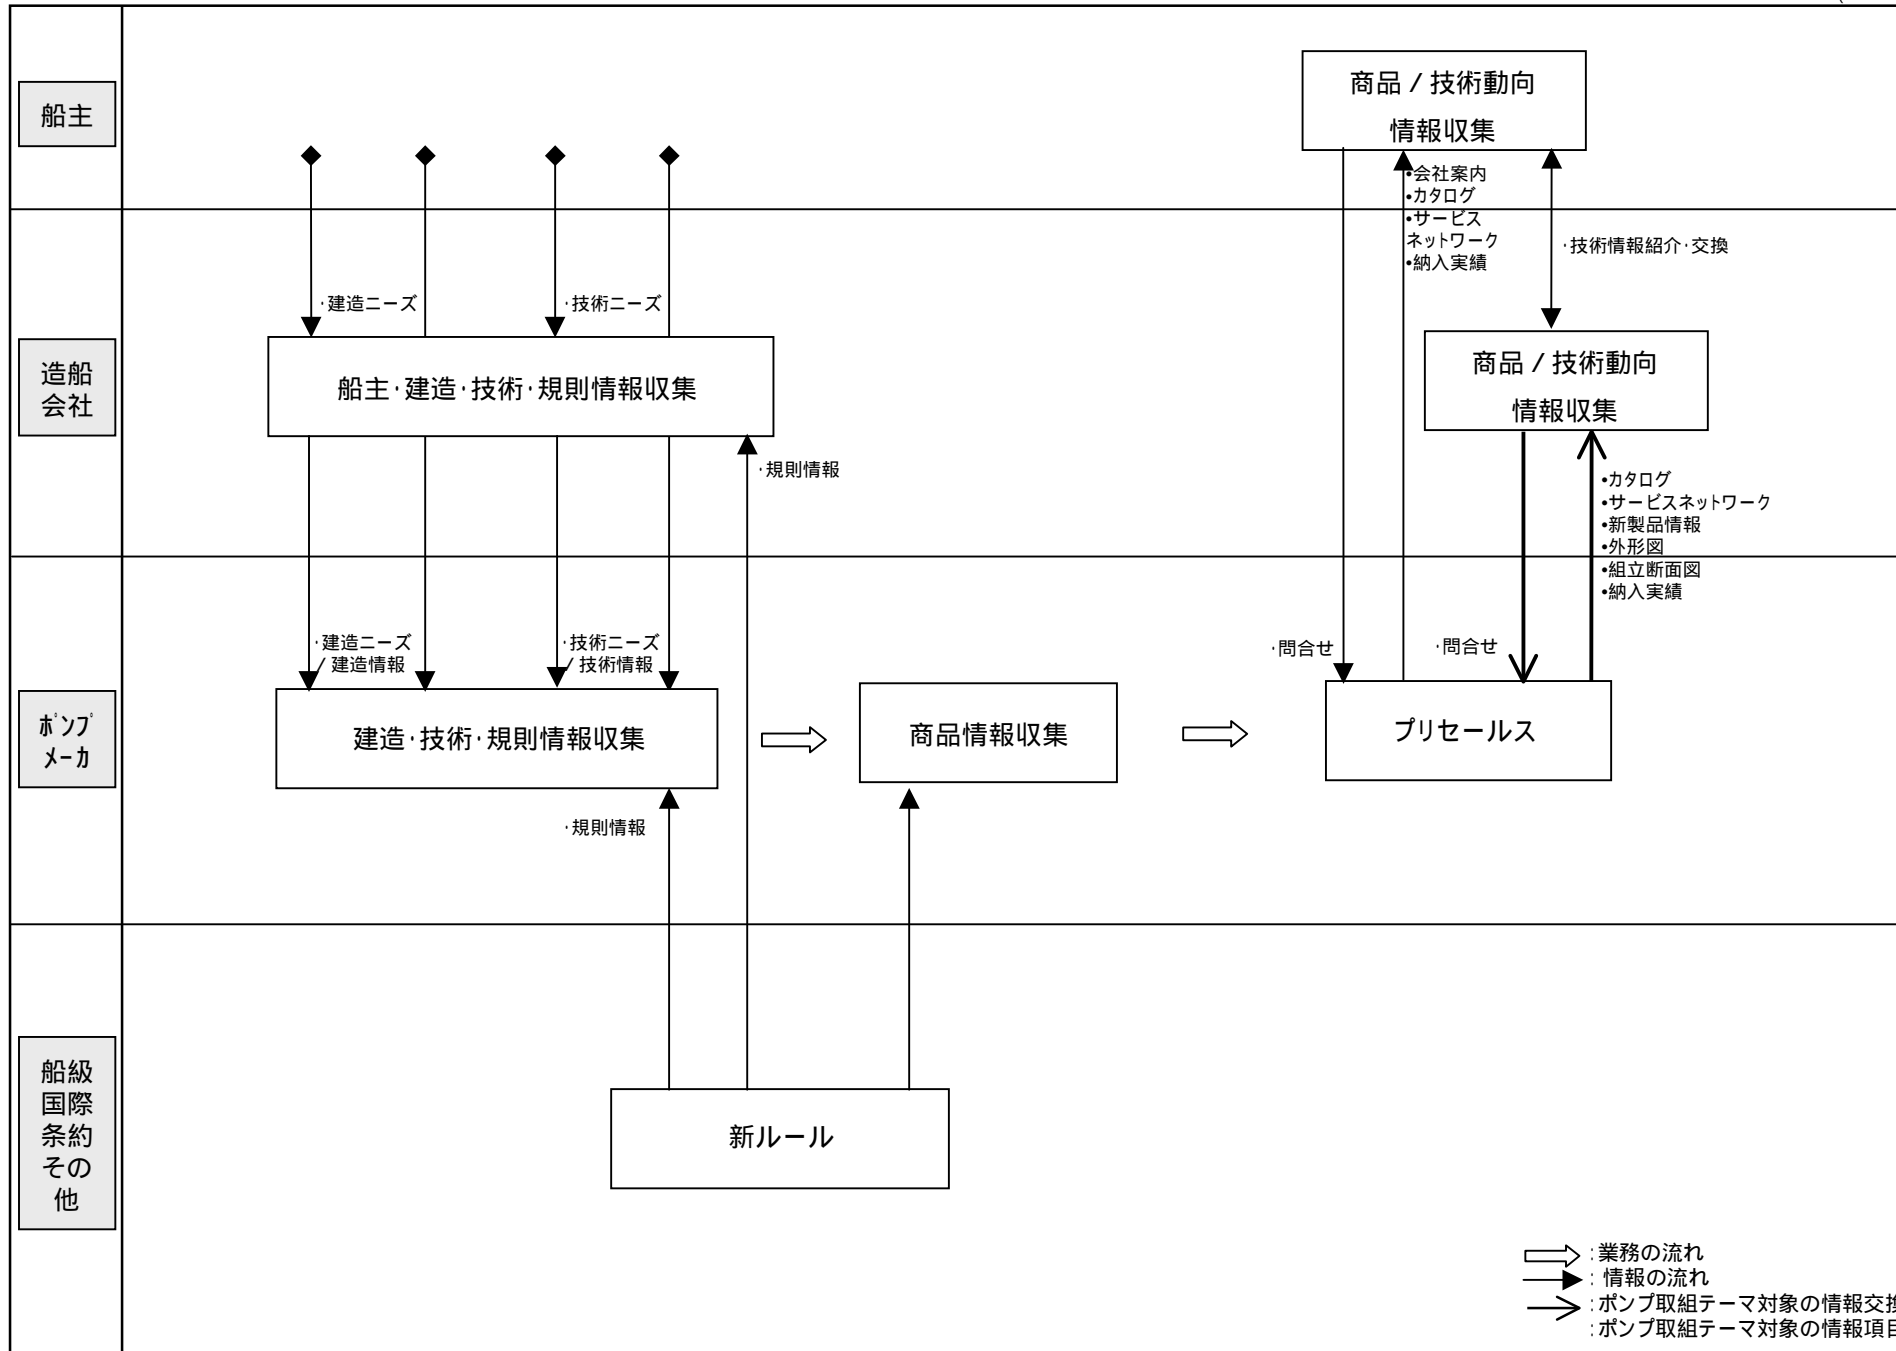 船主
商品 / 技術動向
情報収集
•会社案内
•カタログ
•サービス
ネットワーク
•納入実績
·技術情報紹介·交換
·建造ニーズ
·技術ニーズ
造船
会社
船主·建造·技術·規則情報収集
商品 / 技術動向
情報収集
·規則情報
•カタログ
•サービスネットワーク
•新製品情報
•外形図
•組立断面図
•納入実績
·建造ニーズ
/ 建造情報
·技術ニーズ
/ 技術情報
·問合せ
·問合せ
ﾎﾟﾝﾌﾟ
ﾒｰｶ
建造·技術·規則情報収集
商品情報収集
プリセールス
·規則情報
船級
国際
条約
その
他
新ルール
:業務の流れ
: 情報の流れ
:ポンプ取組テーマ対象の情報交換
:ポンプ取組テーマ対象の情報項目